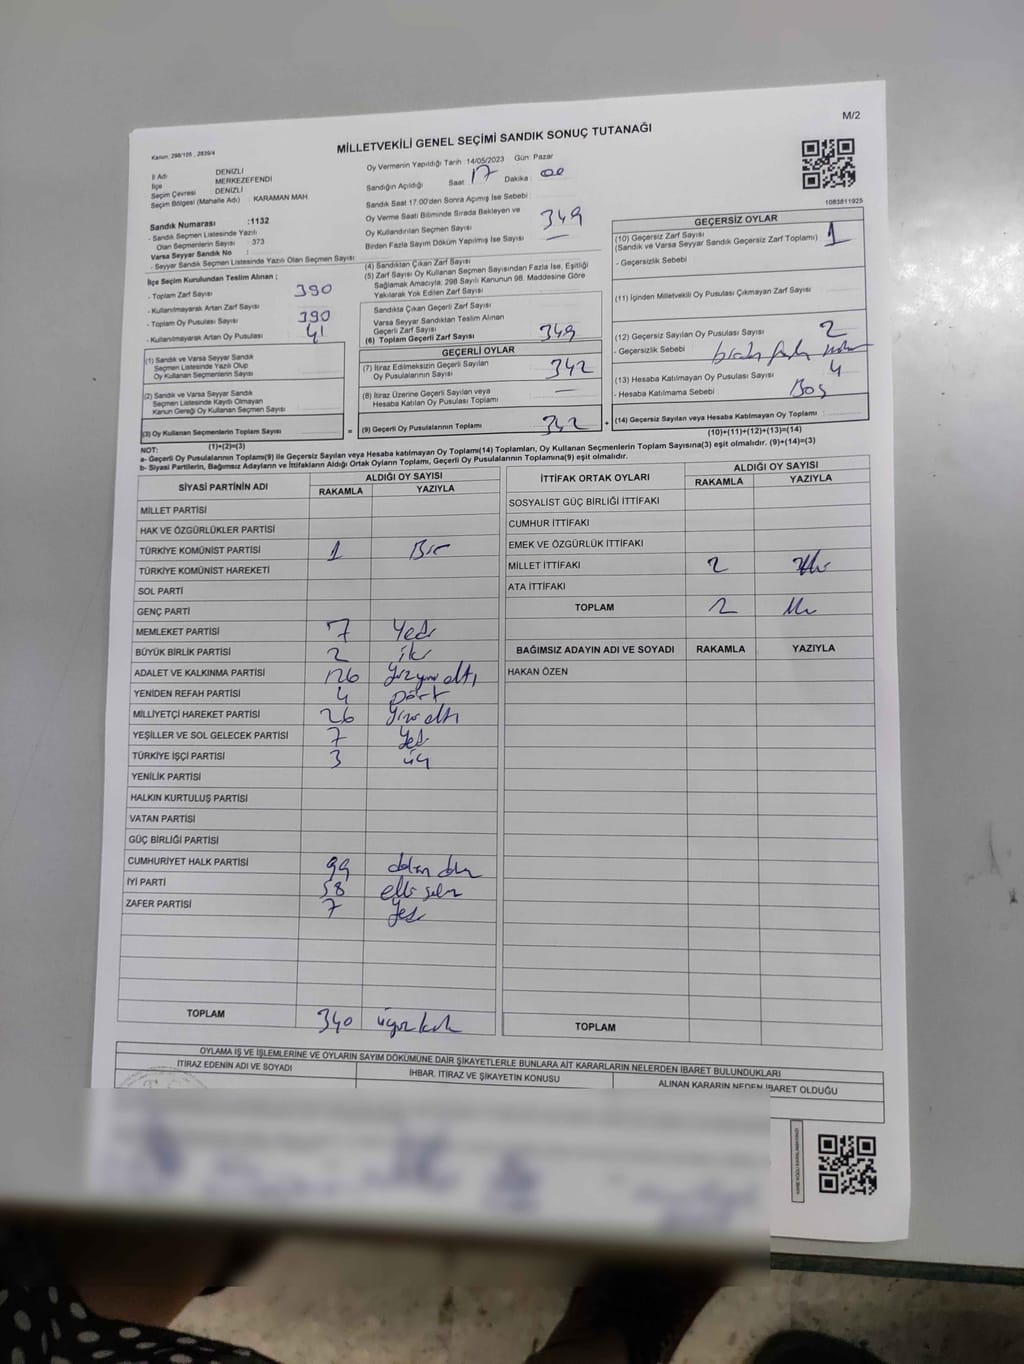 M/2
MİLLETVEKİLİ GENEL SEÇİMİ SANDIK SONUÇ TUTANAĞI
Kanun: 298/105 , 2839/4
İl Adı DENİZLİ
İlçe MERKEZEFENDİ
Seçim Çevresi DENİZLİ
Seçim Bölgesi (Mahalle Adı) : KARAMAN MAH
Sandık Numarası :1132
- Sandık Seçmen Listesinde Yazılı
Olan Seçmenlerin Sayısı : 373
Varsa Seyyar Sandık No :
- Seyyar Sandık Seçmen Listesinde Yazılı Olan Seçmen Sayısı
İlçe Seçim Kurulundan Teslim Alınan ;
- Toplam Zarf Sayısı 390
- Kullanılmayarak Artan Zarf Sayısı
- Toplam Oy Pusulası Sayısı 390
- Kullanılmayarak Artan Oy Pusulası 41
(1) Sandık ve Varsa Seyyar Sandık
Seçmen Listesinde Yazılı Olup
Oy Kullanan Seçmenlerin Sayısı
(2) Sandık ve Varsa Seyyar Sandık
Seçmen Listesinde Kayıtlı Olmayan
Kanun Gereği Oy Kullanan Seçmen Sayısı
(3) Oy Kullanan Seçmenlerin Toplam Sayısı
(1)+(2)=(3)
Oy Vermenin Yapıldığı Tarih :14/05/2023 Gün: Pazar
Sandığın Açıldığı Saat 17 Dakika : 00
Sandık Saat 17.00'den Sonra Açımış İse Sebebi :
Oy Verme Saati Bitiminde Sırada Bekleyen ve
Oy Kullandırılan Seçmen Sayısı 349
Birden Fazla Sayım Döküm Yapılmış İse Sayısı —
(4) Sandıktan Çıkan Zarf Sayısı
(5) Zarf Sayısı Oy Kullanan Seçmen Sayısından Fazla İse, Eşitliği
Sağlamak Amacıyla; 298 Sayılı Kanunun 98. Maddesine Göre
Yakılarak Yok Edilen Zarf Sayısı
Sandıkta Çıkan Geçerli Zarf Sayısı
Varsa Seyyar Sandıktan Teslim Alınan
Geçerli Zarf Sayısı
(6) Toplam Geçerli Zarf Sayısı 349
GEÇERLİ OYLAR
(7) İtiraz Edilmeksizin Geçerli Sayılan
Oy Pusulalarının Sayısı 342
(8) İtiraz Üzerine Geçerli Sayılan veya
Hesaba Katılan Oy Pusulası Toplamı —
= (9) Geçerli Oy Pusulalarının Toplamı 342 +
1083811925
GEÇERSİZ OYLAR
(10) Geçersiz Zarf Sayısı 1
(Sandık ve Varsa Seyyar Sandık Geçersiz Zarf Toplamı)
- Geçersizlik Sebebi
(11) İçinden Milletvekili Oy Pusulası Çıkmayan Zarf Sayısı
(12) Geçersiz Sayılan Oy Pusulası Sayısı 2
- Geçersizlik Sebebi
(13) Hesaba Katılmayan Oy Pusulası Sayısı 4
- Hesaba Katılmama Sebebi Boş
(14) Geçersiz Sayılan veya Hesaba Katılmayan Oy Toplamı
(10)+(11)+(12)+(13)=(14)
NOT:
a- Geçerli Oy Pusulalarının Toplamı(9) ile Geçersiz Sayılan veya Hesaba katılmayan Oy Toplamı(14) Toplamları, Oy Kullanan Seçmenlerin Toplam Sayısına(3) eşit olmalıdır. (9)+(14)=(3)
b- Siyasi Partilerin, Bağımsız Adayların ve İttifakların Aldığı Ortak Oyların Toplamı, Geçerli Oy Pusulalarının Toplamına(9) eşit olmalıdır.
SİYASİ PARTİNİN ADI ALDIĞI OY SAYISI
RAKAMLA YAZIYLA
MİLLET PARTİSİ
HAK VE ÖZGÜRLÜKLER PARTİSİ
TÜRKİYE KOMÜNİST PARTİSİ 1 Bir
TÜRKİYE KOMÜNİST HAREKETİ
SOL PARTİ
GENÇ PARTİ
MEMLEKET PARTİSİ 7 Yedi
BÜYÜK BİRLİK PARTİSİ 2 iki
ADALET VE KALKINMA PARTİSİ 126 yüzyirmi altı
YENİDEN REFAH PARTİSİ 4 dört
MİLLİYETÇİ HAREKET PARTİSİ 26 yirmi altı
YEŞİLLER VE SOL GELECEK PARTİSİ 7 Yedi
TÜRKİYE İŞÇİ PARTİSİ 3 üç
YENİLİK PARTİSİ
HALKIN KURTULUŞ PARTİSİ
VATAN PARTİSİ
GÜÇ BİRLİĞİ PARTİSİ
CUMHURİYET HALK PARTİSİ 99 doksan dokuz
İYİ PARTİ 58 elli sekiz
ZAFER PARTİSİ 7 Yedi
TOPLAM 340 üçyüz kırk
İTTİFAK ORTAK OYLARI ALDIĞI OY SAYISI
RAKAMLA YAZIYLA
SOSYALİST GÜÇ BİRLİĞİ İTTİFAKI
CUMHUR İTTİFAKI
EMEK VE ÖZGÜRLÜK İTTİFAKI
MİLLET İTTİFAKI 2
ATA İTTİFAKI
TOPLAM 2 iki
BAĞIMSIZ ADAYIN ADI VE SOYADI RAKAMLA YAZIYLA
HAKAN ÖZEN
TOPLAM
OYLAMA İŞ VE İŞLEMLERİNE VE OYLARIN SAYIM DÖKÜMÜNE DAİR ŞİKAYETLERLE BUNLARA AİT KARARLARIN NELERDEN İBARET BULUNDUKLARI
İTİRAZ EDENİN ADI VE SOYADI İHBAR, İTİRAZ VE ŞİKAYETİN KONUSU ALINAN KARARIN NEDEN İBARET OLDUĞU